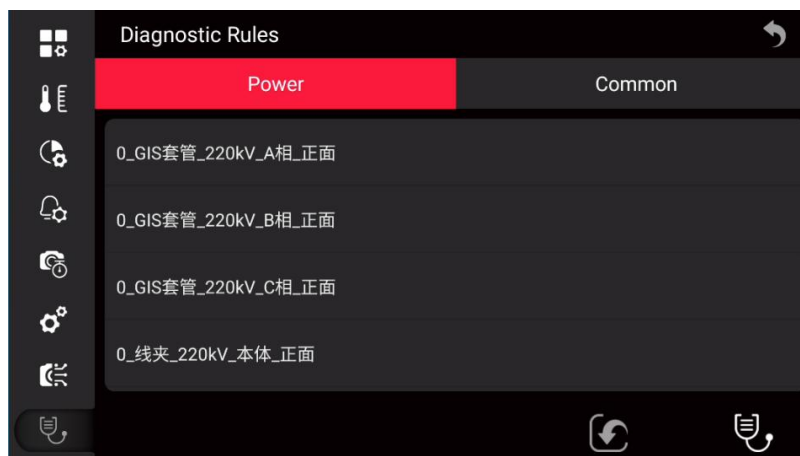 Diagnostic Rules
Power
Common
0_GIS套管_220kV_A相_正面
0_GIS套管_220kV_B相_正面
0_GIS套管_220kV_C相_正面
0_线夹_220kV_本体_正面